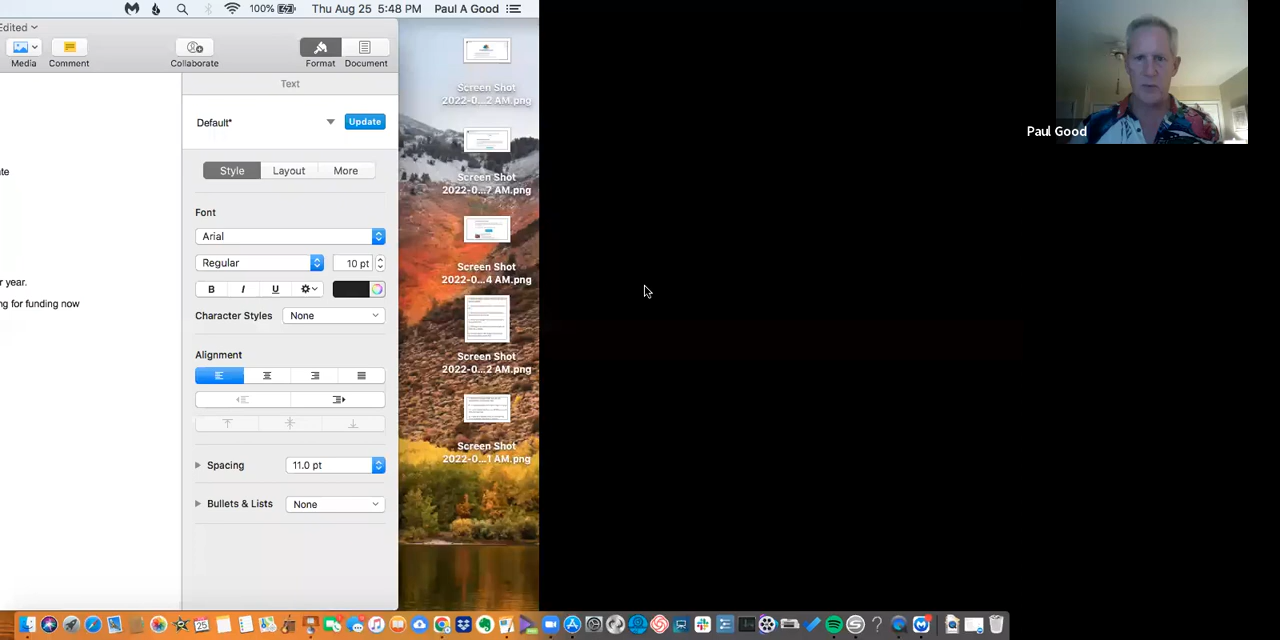 100%
Thu Aug 25 5:48 PM
Paul A Good
Edited
Media
Comment
Collaborate
Format
Document
Text
Default*
Update
Style
Layout
More
Font
Arial
Regular
10 pt
B
I
U
Character Styles
None
Alignment
Spacing
11.0 pt
Bullets & Lists
None
year.
for funding now
Screen Shot
2022-0...2 AM.png
Screen Shot
2022-0...7 AM.png
Screen Shot
2022-0...4 AM.png
Screen Shot
2022-0...2 AM.png
Screen Shot
2022-0...1 AM.png
Paul Good
25